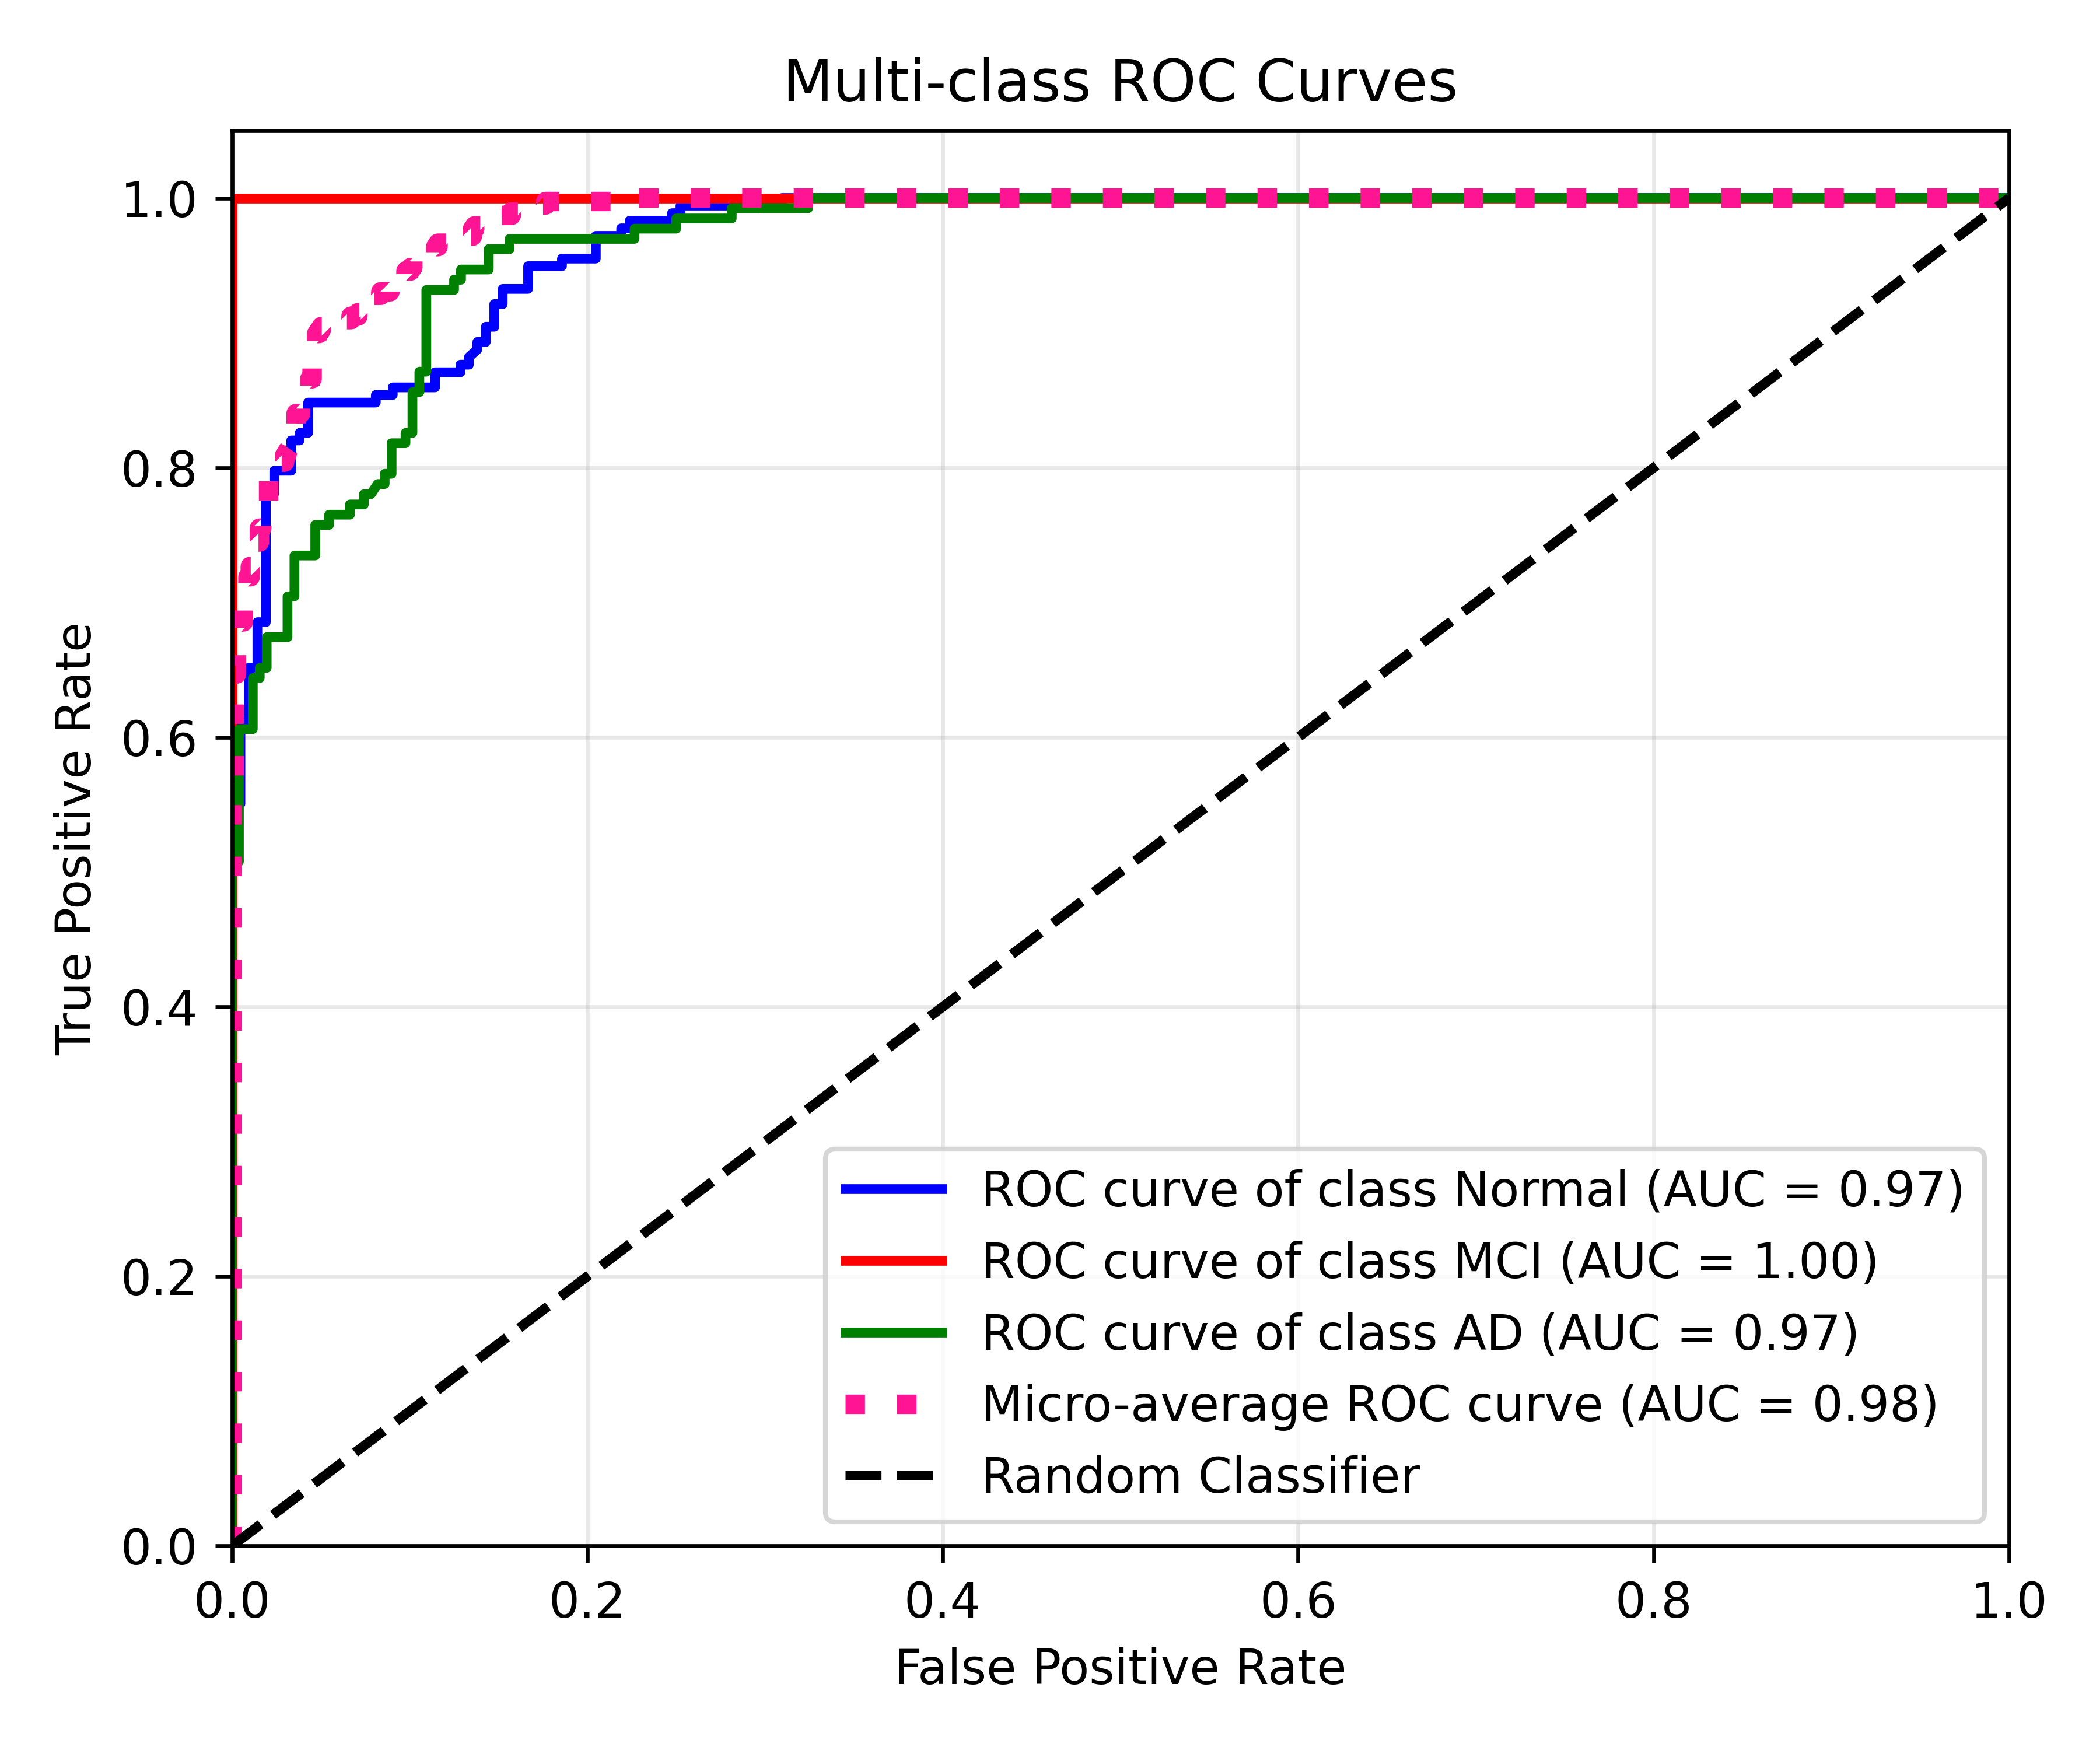 Multi-class ROC Curves
1.0
0.8
0.6
0.4
0.2
0.0
True Positive Rate
0.0 0.2 0.4 0.6 0.8 1.0
False Positive Rate
ROC curve of class Normal (AUC = 0.97)
ROC curve of class MCI (AUC = 1.00)
ROC curve of class AD (AUC = 0.97)
Micro-average ROC curve (AUC = 0.98)
Random Classifier